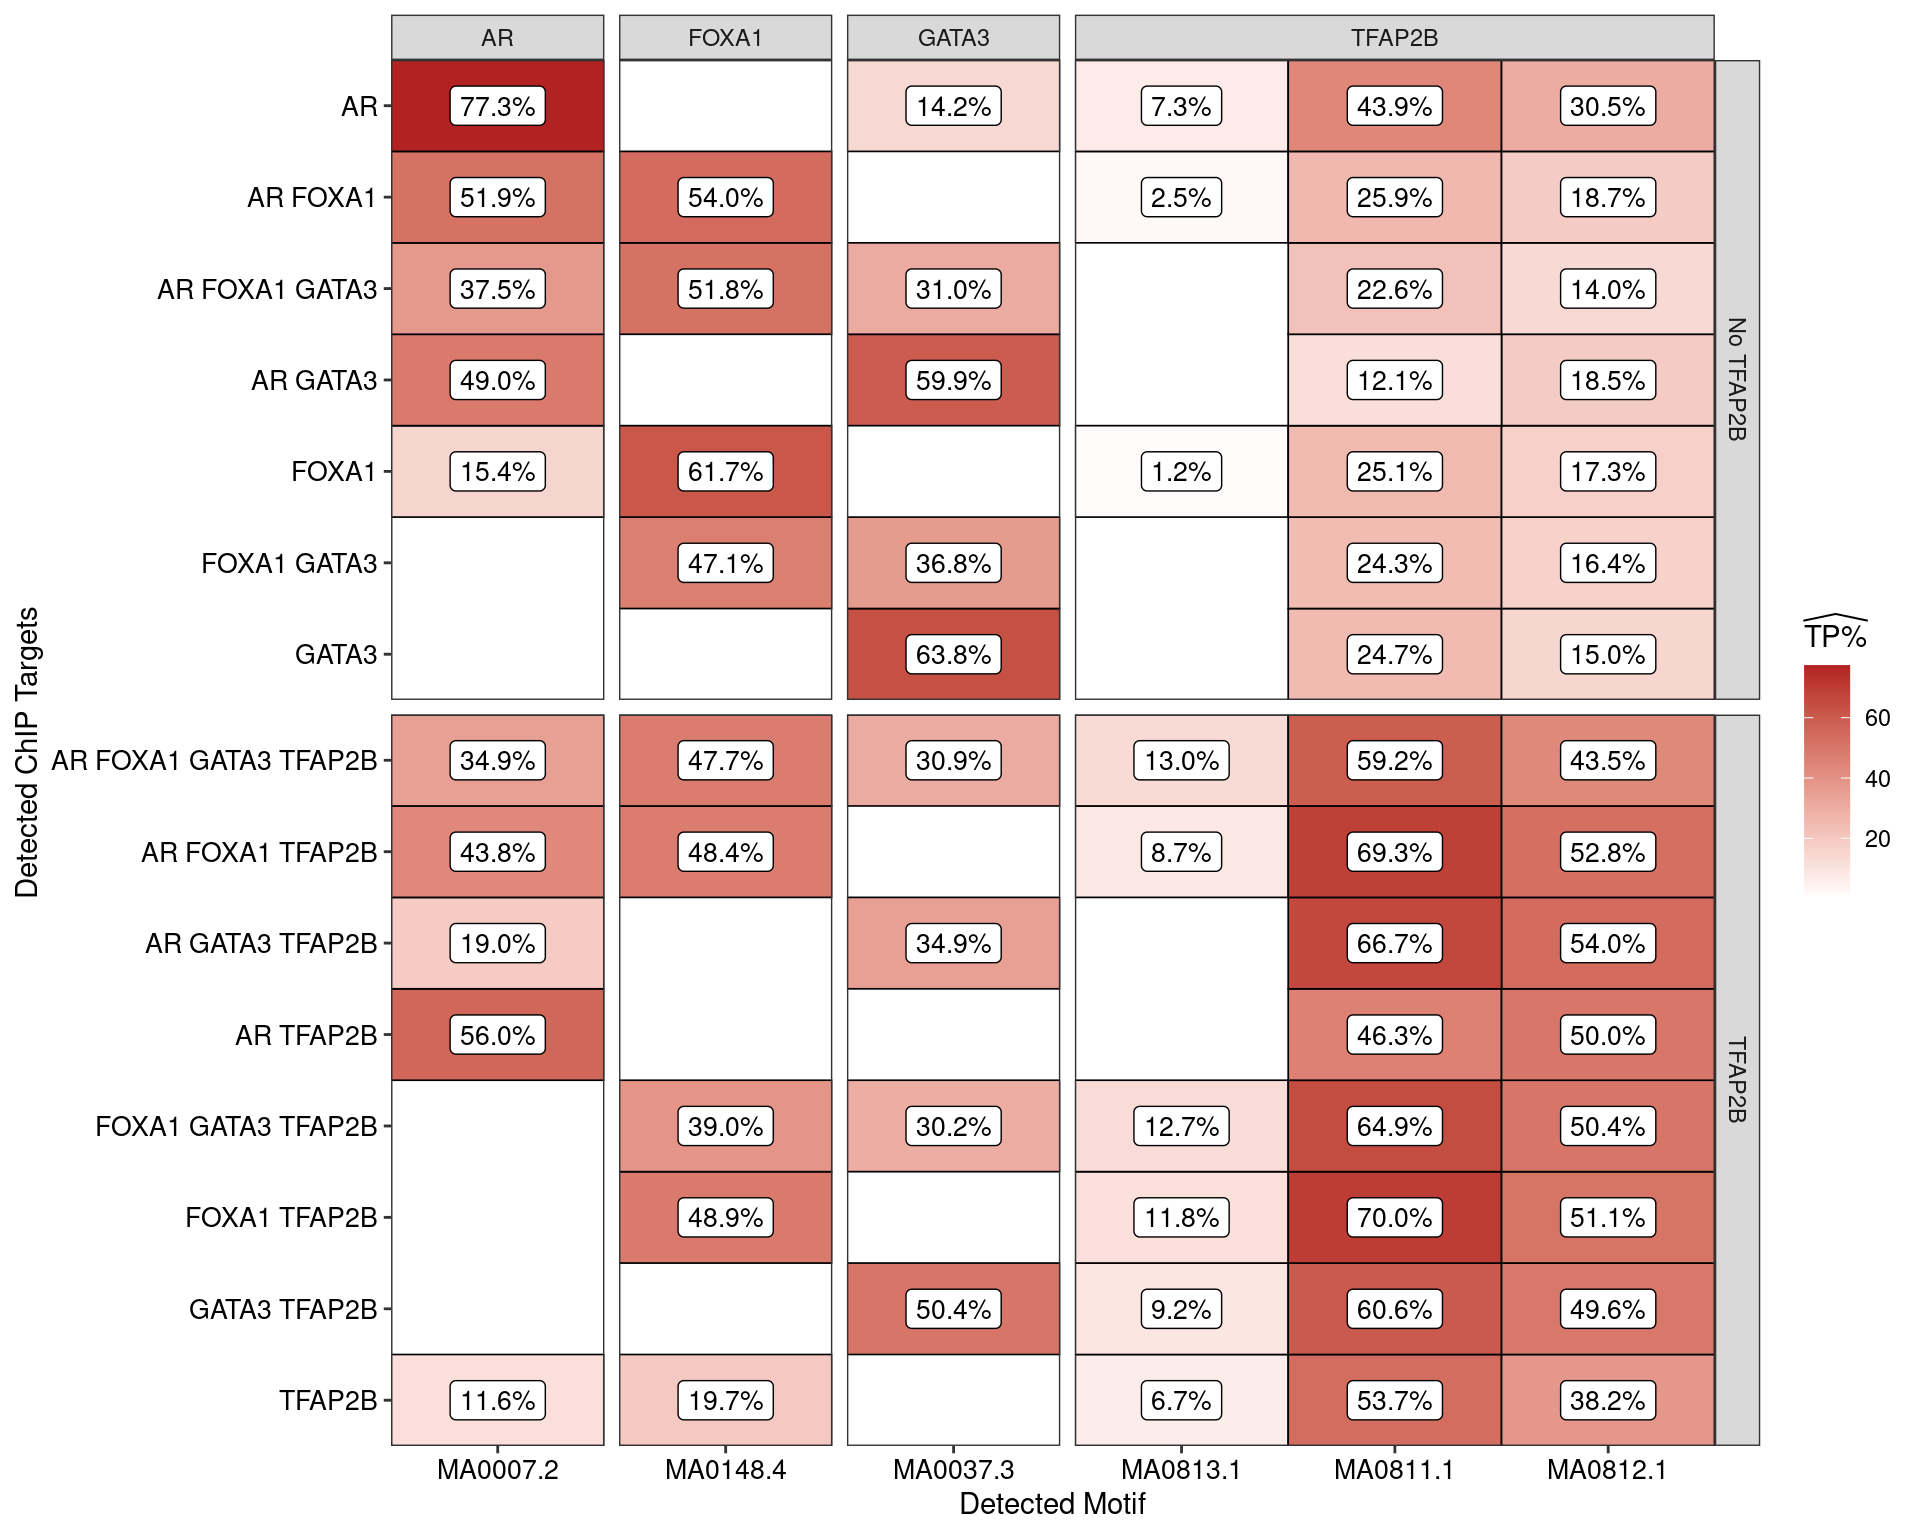 AR FOXA1 GATA3 TFAP2B
AR 77.3% 14.2% 7.3% 43.9% 30.5%
AR FOXA1 51.9% 54.0% 2.5% 25.9% 18.7%
AR FOXA1 GATA3 37.5% 51.8% 31.0% 22.6% 14.0%
AR GATA3 49.0% 59.9% 12.1% 18.5%
FOXA1 15.4% 61.7% 1.2% 25.1% 17.3%
FOXA1 GATA3 47.1% 36.8% 24.3% 16.4%
GATA3 63.8% 24.7% 15.0%
No TFAP2B
AR FOXA1 GATA3 TFAP2B 34.9% 47.7% 30.9% 13.0% 59.2% 43.5%
AR FOXA1 TFAP2B 43.8% 48.4% 8.7% 69.3% 52.8%
AR GATA3 TFAP2B 19.0% 34.9% 66.7% 54.0%
AR TFAP2B 56.0% 46.3% 50.0%
FOXA1 GATA3 TFAP2B 39.0% 30.2% 12.7% 64.9% 50.4%
FOXA1 TFAP2B 48.9% 11.8% 70.0% 51.1%
GATA3 TFAP2B 50.4% 9.2% 60.6% 49.6%
TFAP2B 11.6% 19.7% 6.7% 53.7% 38.2%
TFAP2B
MA0007.2 MA0148.4 MA0037.3 MA0813.1 MA0811.1 MA0812.1
Detected Motif
Detected ChIP Targets
TP%
60
40
20